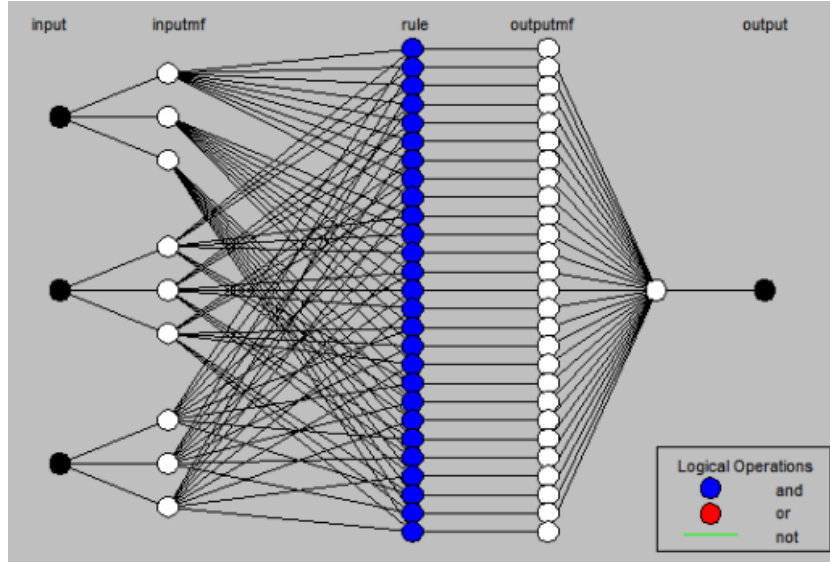 input inputmf rule outputmf output
Logical Operations
and
or
not